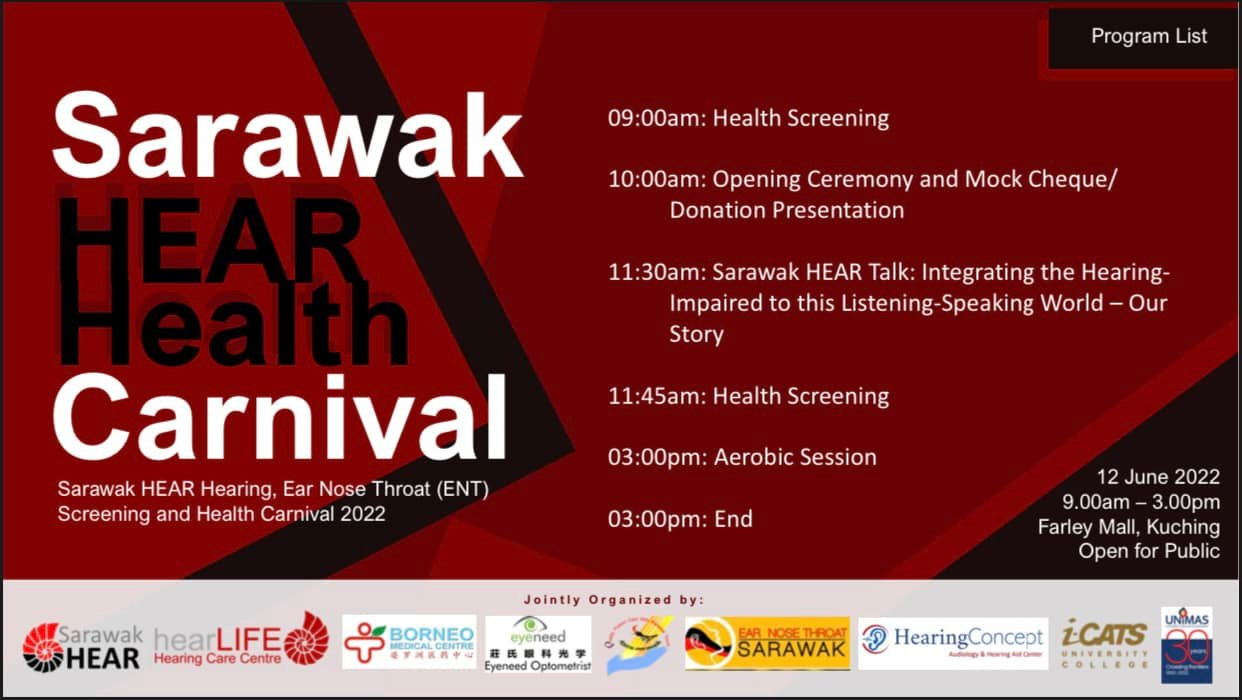 Program List
Sarawak
HEAR
Health
Carnival
Sarawak HEAR Hearing, Ear Nose Throat (ENT)
Screening and Health Carnival 2022
09:00am: Health Screening
10:00am: Opening Ceremony and Mock Cheque/
Donation Presentation
11:30am: Sarawak HEAR Talk: Integrating the Hearing-
Impaired to this Listening-Speaking World – Our
Story
11:45am: Health Screening
03:00pm: Aerobic Session
03:00pm: End
12 June 2022
9.00am – 3.00pm
Farley Mall, Kuching
Open for Public
Jointly Organized by:
Sarawak
HEAR
hearLIFE
Hearing Care Centre
BORNEO
MEDICAL CENTRE
婆罗洲医药中心
eyeneed
莊氏眼科光学
Eyeneed Optometrist
EAR NOSE THROAT
SARAWAK
HearingConcept
Audiology & Hearing Aid Center
i-CATS
UNIVERSITY
COLLEGE
UNIMAS
30
years